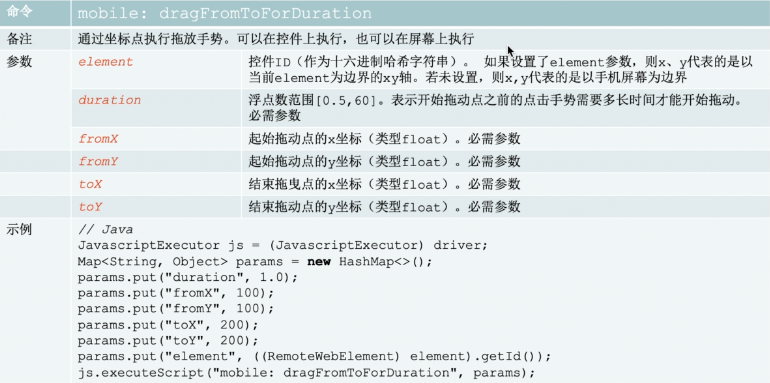 命令 mobile: dragFromToForDuration
备注 通过坐标点执行拖放手势。可以在控件上执行，也可以在屏幕上执行
参数 element 控件ID（作为十六进制哈希字符串）。 如果设置了element参数，则x、y代表的是以
当前element为边界的xy轴。若未设置，则x,y代表的是以手机屏幕为边界
duration 浮点数范围[0.5,60]。表示开始拖动点之前的点击手势需要多长时间才能开始拖动。
必需参数
fromX 起始拖动点的x坐标（类型float）。必需参数
fromY 起始拖动点的y坐标（类型float）。必需参数
toX 结束拖曳点的x坐标（类型float）。必需参数
toY 结束拖动点的y坐标（类型float）。必需参数
示例 // Java
JavascriptExecutor js = (JavascriptExecutor) driver;
Map<String, Object> params = new HashMap<>();
params.put("duration", 1.0);
params.put("fromX", 100);
params.put("fromY", 100);
params.put("toX", 200);
params.put("toY", 200);
params.put("element", ((RemoteWebElement) element).getId());
js.executeScript("mobile: dragFromToForDuration", params);